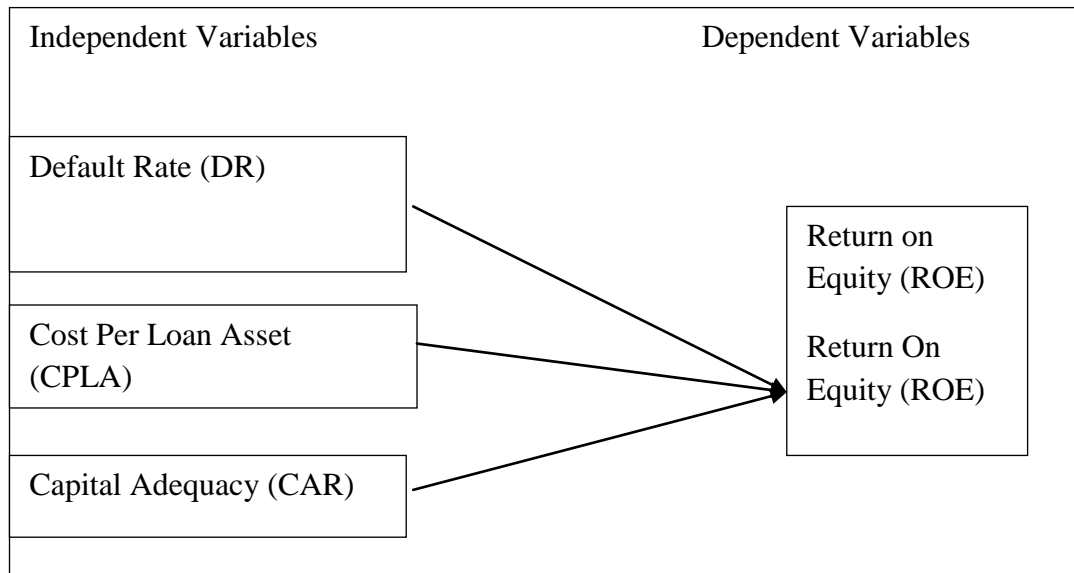 Independent Variables
Dependent Variables
Default Rate (DR)
Cost Per Loan Asset
(CPLA)
Capital Adequacy (CAR)
Return on
Equity (ROE)
Return On
Equity (ROE)